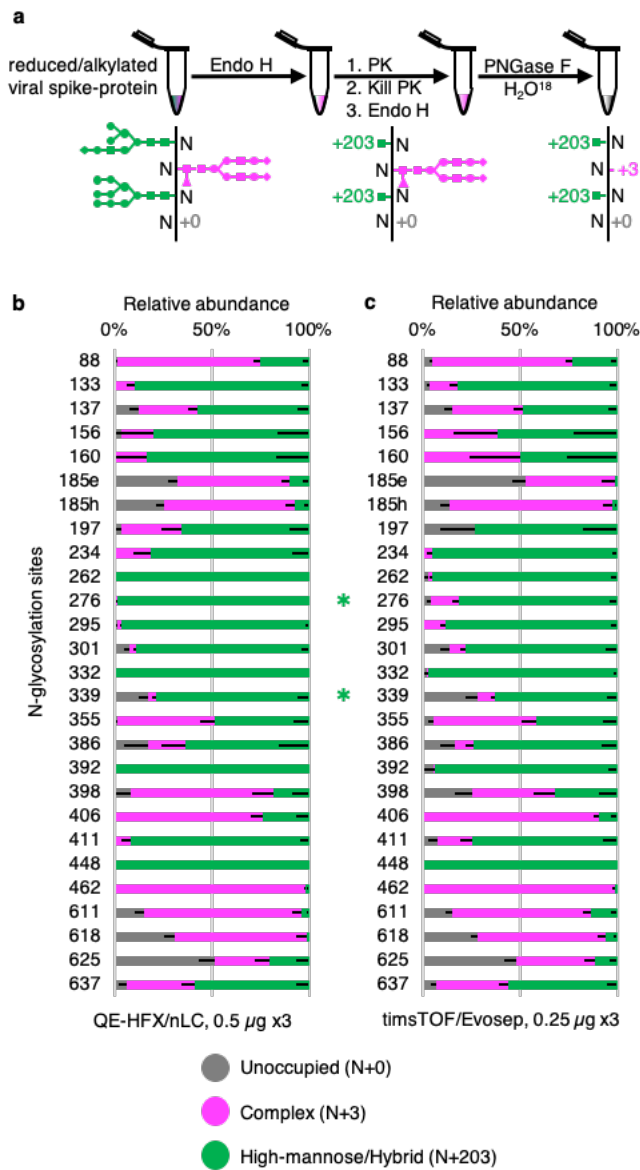 a
reduced/alkylated
viral spike-protein
Endo H
1. PK
2. Kill PK
3. Endo H
PNGase F
H₂O¹⁸
N
N
N
N +0
+203 N
N
+203 N
N +0
+203 N
N +3
+203 N
N +0
b Relative abundance
0% 50% 100%
c Relative abundance
0% 50% 100%
N-glycosylation sites
88 88
133 133
137 137
156 156
160 160
185e 185e
185h 185h
197 197
234 234
262 262
276 * 276
295 295
301 301
332 332
339 * 339
355 355
386 386
392 392
398 398
406 406
411 411
448 448
462 462
611 611
618 618
625 625
637 637
QE-HFX/nLC, 0.5 µg x3
timsTOF/Evosep, 0.25 µg x3
Unoccupied (N+0)
Complex (N+3)
High-mannose/Hybrid (N+203)